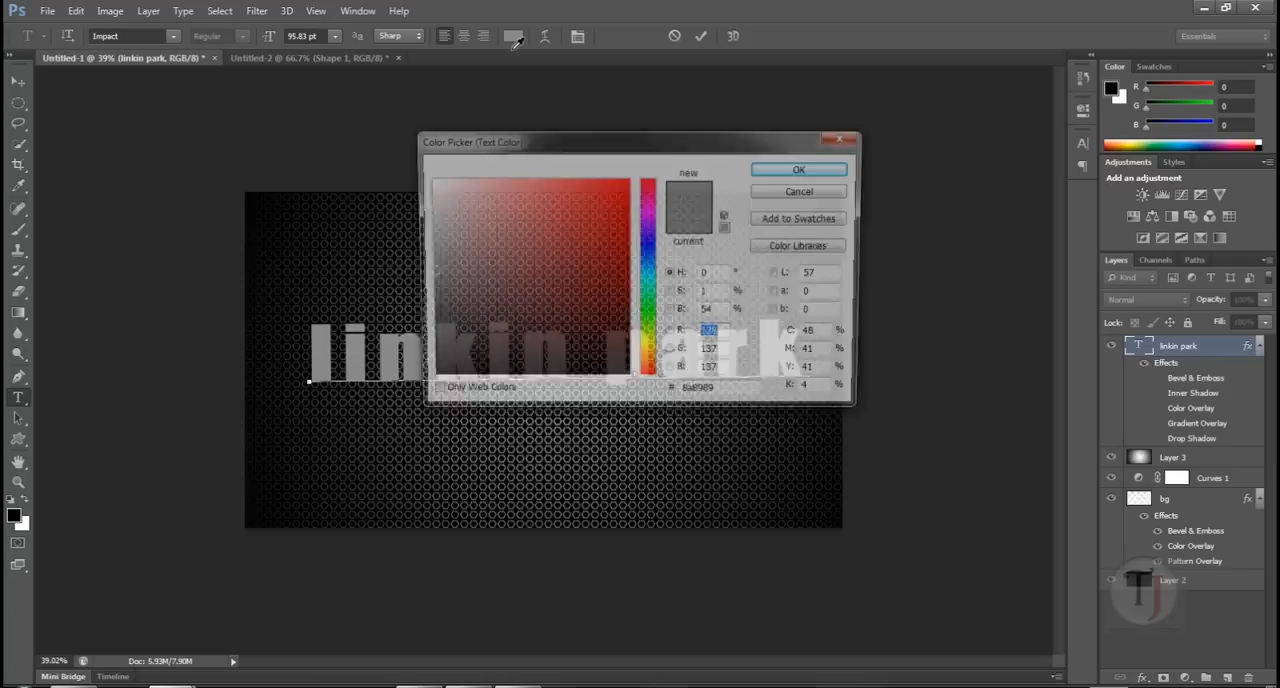 Ps File Edit Image Layer Type Select Filter 3D View Window Help
T Impact Regular 95.83 pt Sharp 3D Essentials
Untitled-1 @ 39% (linkin park, RGB/8) * × Untitled-2 @ 66.7% (Shape 1, RGB/8) * ×
Color Picker (Text Color
new
current
OK
Cancel
Add to Swatches
Color Libraries
H: 0 °
S: 1 %
B: 54 %
R:
G: 137
B: 137
L: 57
a: 0
b: 0
C: 48 %
M: 41 %
Y: 41 %
K: 4 %
Only Web Colors
# 8a8989
linkin park
Color Swatches
R 0
G 0
B 0
Adjustments Styles
Add an adjustment
Layers Channels Paths
Kind
Normal Opacity: 100%
Lock: Fill: 100%
T linkin park fx
Effects
Bevel & Emboss
Inner Shadow
Color Overlay
Gradient Overlay
Drop Shadow
Layer 3
Curves 1
bg fx
Effects
Bevel & Emboss
Color Overlay
Pattern Overlay
Layer 2
TJ
39.02% Doc: 5.93M/7.90M
Mini Bridge Timeline